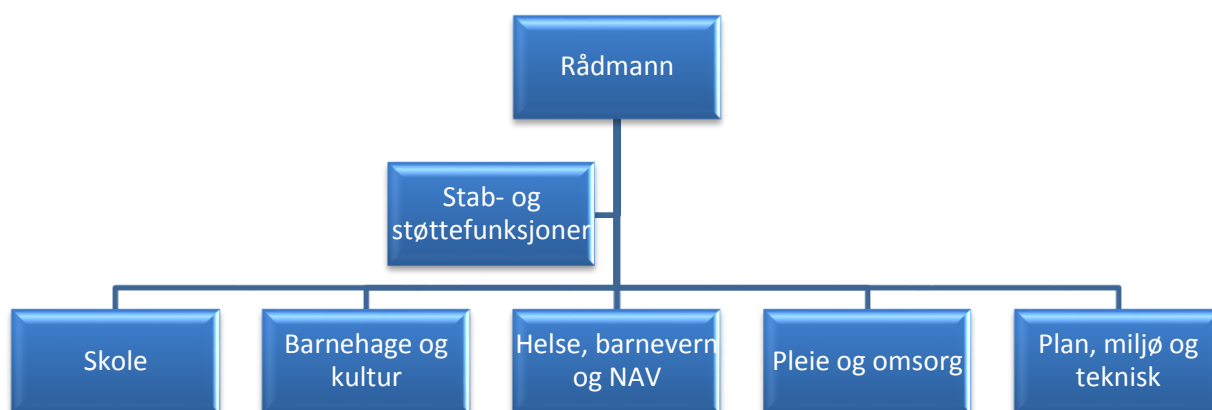 Rådmann
Stab- og
støttefunksjoner
Skole
Barnehage og
kultur
Helse, barnevern
og NAV
Pleie og omsorg
Plan, miljø og
teknisk